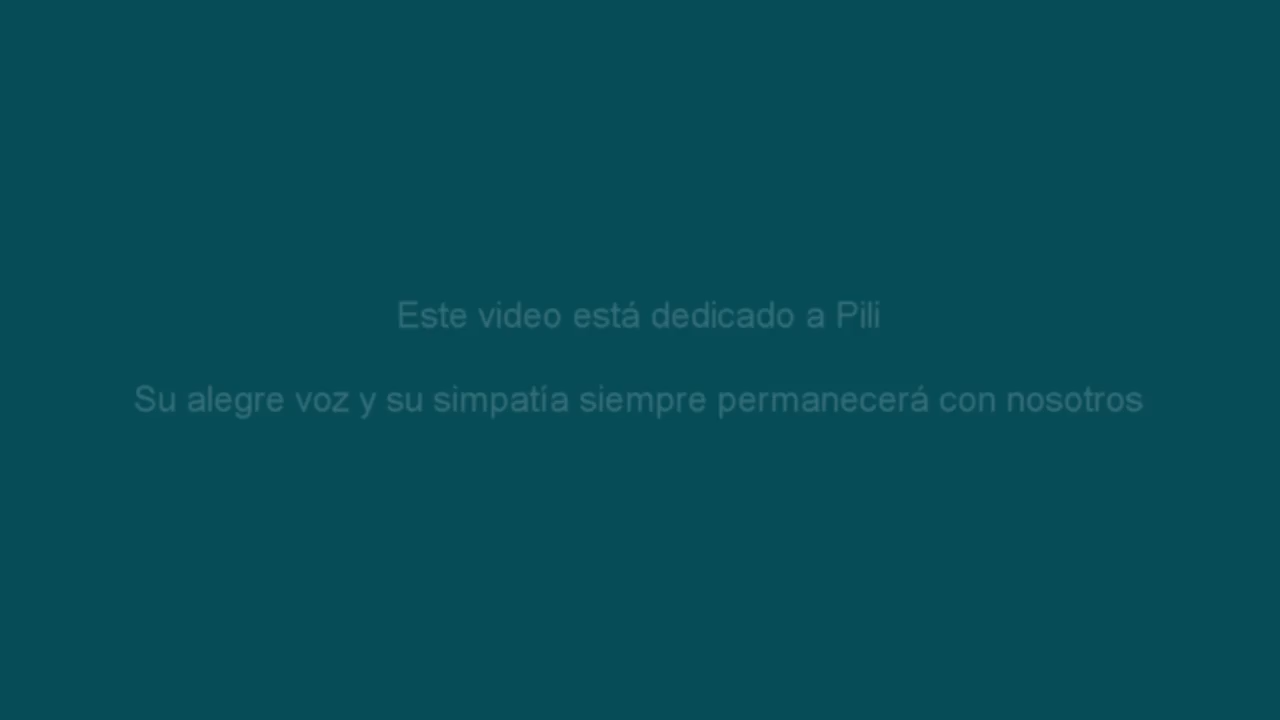 Este video está dedicado a Pili
Su alegre voz y su simpatía siempre permanecerá con nosotros